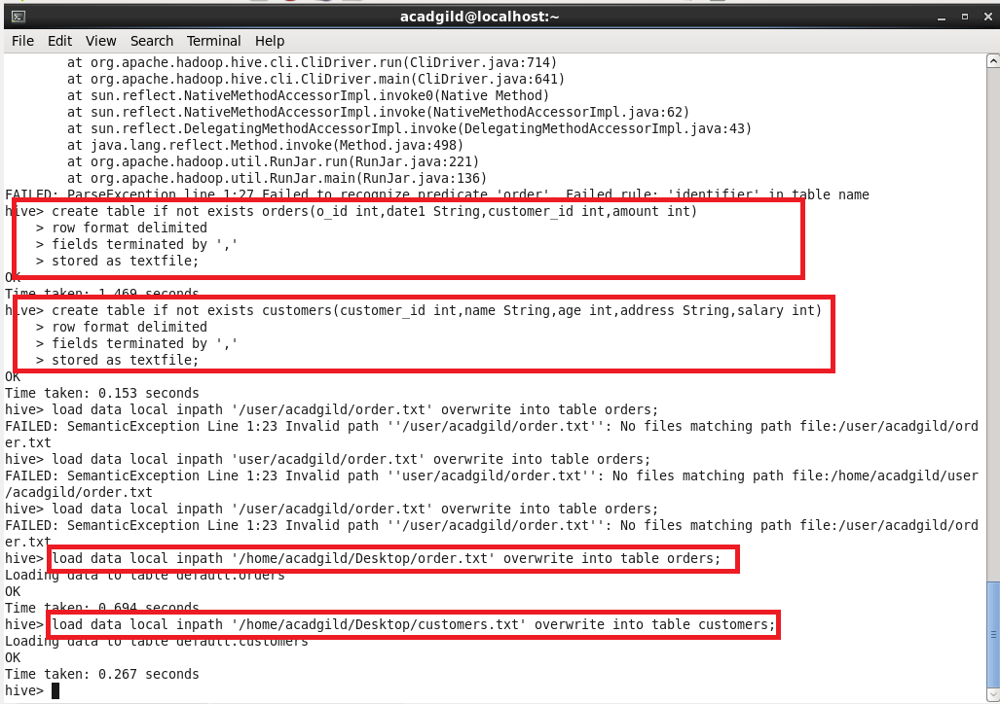 acadgild@localhost:~
File Edit View Search Terminal Help
at org.apache.hadoop.hive.cli.CliDriver.run(CliDriver.java:714)
at org.apache.hadoop.hive.cli.CliDriver.main(CliDriver.java:641)
at sun.reflect.NativeMethodAccessorImpl.invoke0(Native Method)
at sun.reflect.NativeMethodAccessorImpl.invoke(NativeMethodAccessorImpl.java:62)
at sun.reflect.DelegatingMethodAccessorImpl.invoke(DelegatingMethodAccessorImpl.java:43)
at java.lang.reflect.Method.invoke(Method.java:498)
at org.apache.hadoop.util.RunJar.run(RunJar.java:221)
at org.apache.hadoop.util.RunJar.main(RunJar.java:136)
FAILED: ParseException line 1:27 Failed to recognize predicate 'order'. Failed rule: 'identifier' in table name
hive> create table if not exists orders(o_id int,date1 String,customer_id int,amount int)
> row format delimited
> fields terminated by ','
> stored as textfile;
OK
Time taken: 1.469 seconds
hive> create table if not exists customers(customer_id int,name String,age int,address String,salary int)
> row format delimited
> fields terminated by ','
> stored as textfile;
OK
Time taken: 0.153 seconds
hive> load data local inpath '/user/acadgild/order.txt' overwrite into table orders;
FAILED: SemanticException Line 1:23 Invalid path ''/user/acadgild/order.txt'': No files matching path file:/user/acadgild/ord
er.txt
hive> load data local inpath 'user/acadgild/order.txt' overwrite into table orders;
FAILED: SemanticException Line 1:23 Invalid path ''user/acadgild/order.txt'': No files matching path file:/home/acadgild/user
/acadgild/order.txt
hive> load data local inpath '/user/acadgild/order.txt' overwrite into table orders;
FAILED: SemanticException Line 1:23 Invalid path ''/user/acadgild/order.txt'': No files matching path file:/user/acadgild/ord
er.txt
hive> load data local inpath '/home/acadgild/Desktop/order.txt' overwrite into table orders;
Loading data to table default.orders
OK
Time taken: 0.694 seconds
hive> load data local inpath '/home/acadgild/Desktop/customers.txt' overwrite into table customers;
Loading data to table default.customers
OK
Time taken: 0.267 seconds
hive>